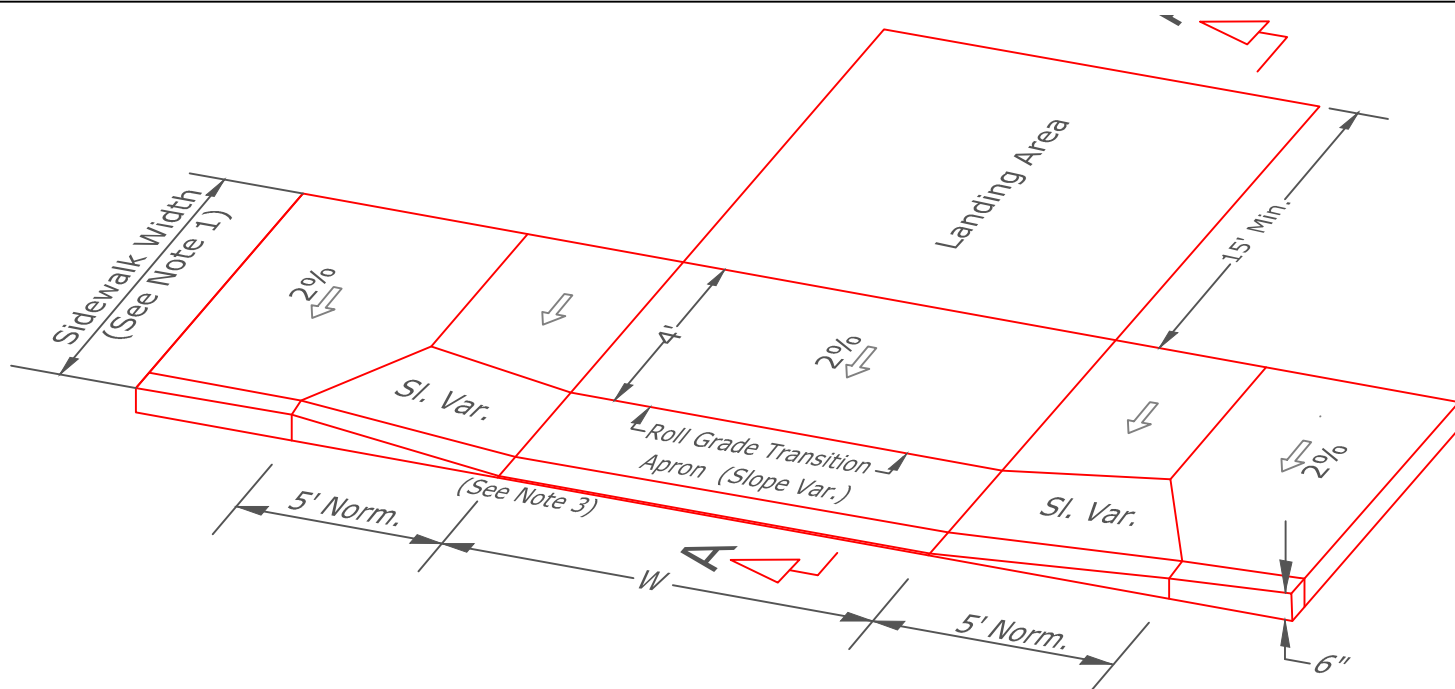 Landing Area
15' Min.
Sidewalk Width
(See Note 1)
2%
4'
2%
Sl. Var.
Roll Grade Transition
Apron (Slope Var.)
2%
(See Note 3)
Sl. Var.
5' Norm.
A
W
5' Norm.
6"